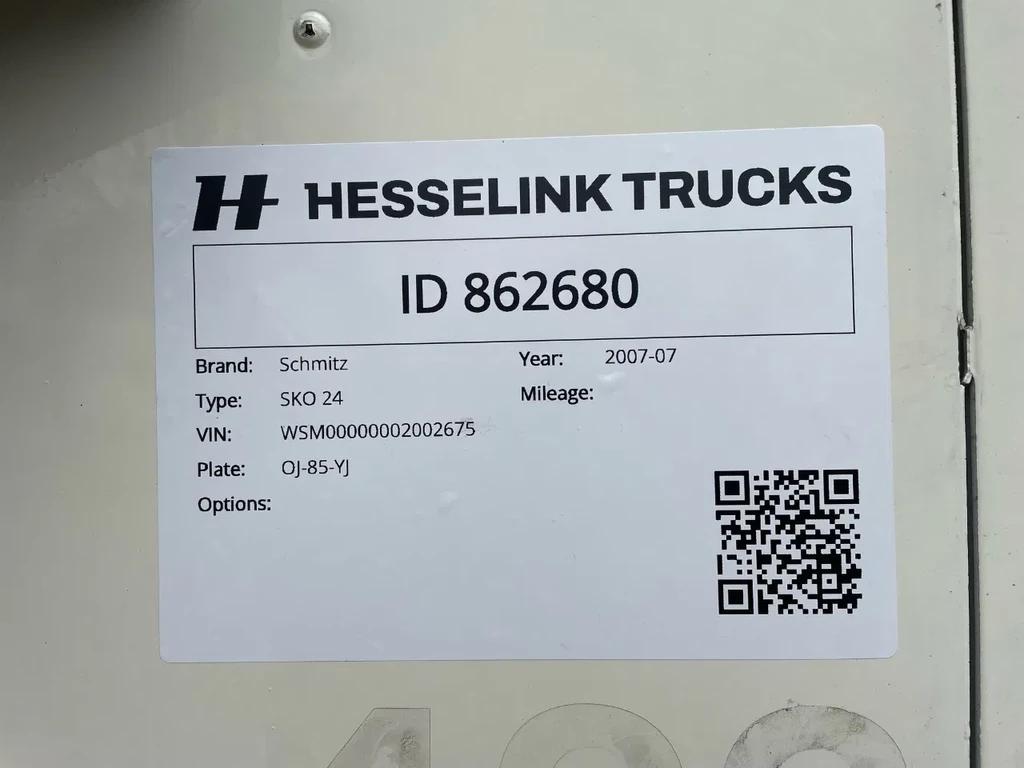 HESSELINK TRUCKS
ID 862680
Brand: Schmitz Year: 2007-07
Type: SKO 24 Mileage:
VIN: WSM00000002002675
Plate: OJ-85-YJ
Options: